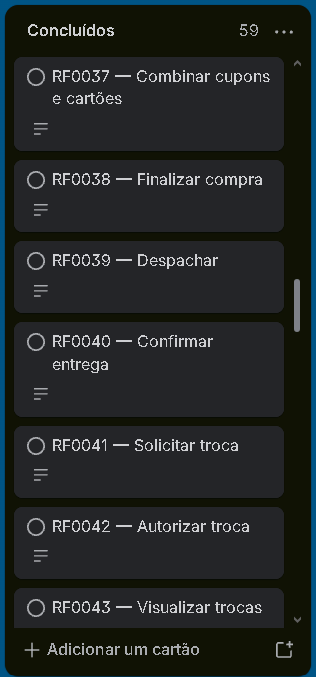 Concluídos 59
RF0037 — Combinar cupons
e cartões
RF0038 — Finalizar compra
RF0039 — Despachar
RF0040 — Confirmar
entrega
RF0041 — Solicitar troca
RF0042 — Autorizar troca
RF0043 — Visualizar trocas
Adicionar um cartão